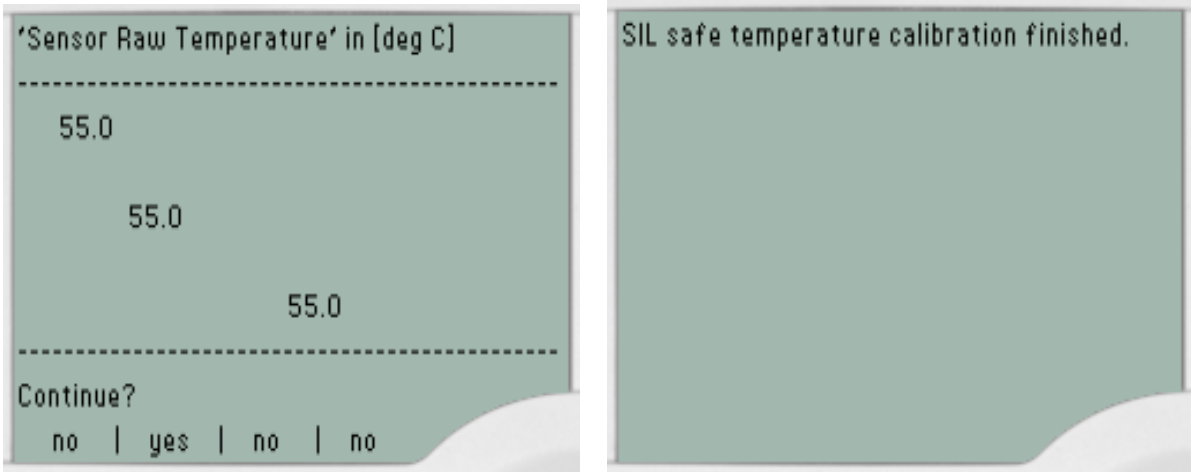 'Sensor Raw Temperature' in [deg C]
-----------------------------------------------
55.0
55.0
55.0
-----------------------------------------------
Continue?
no | yes | no | no
SIL safe temperature calibration finished.